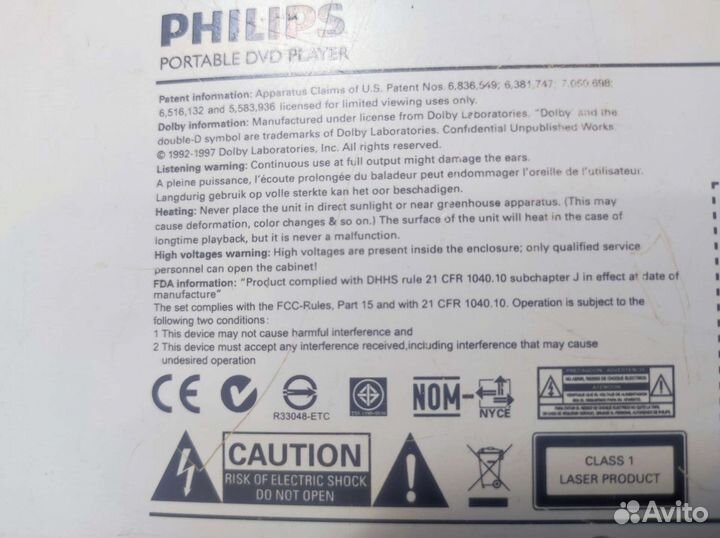 PHILIPS
PORTABLE DVD PLAYER
Patent information: Apparatus Claims of U.S. Patent Nos. 6,836,549; 6,381,747; 7,050,698;
6,516,132 and 5,583,936 licensed for limited viewing uses only.
Dolby information: Manufactured under license from Dolby Laboratories. "Dolby" and the
double-D symbol are trademarks of Dolby Laboratories. Confidential Unpublished Works.
© 1992-1997 Dolby Laboratories, Inc. All rights reserved.
Listening warning: Continuous use at full output might damage the ears.
A pleine puissance, l'écoute prolongée du baladeur peut endommager l'oreille de l'utilisateur.
Langdurig gebruik op volle sterkte kan het oor beschadigen.
Heating: Never place the unit in direct sunlight or near greenhouse apparatus. (This may
cause deformation, color changes & so on.) The surface of the unit will heat in the case of
longtime playback, but it is never a malfunction.
High voltages warning: High voltages are present inside the enclosure; only qualified service
personnel can open the cabinet!
FDA information: "Product complied with DHHS rule 21 CFR 1040.10 subchapter J in effect at date of
manufacture"
The set complies with the FCC-Rules, Part 15 and with 21 CFR 1040.10. Operation is subject to the
following two conditions:
1 This device may not cause harmful interference and
2 This device must accept any interference received,including interference that may cause
undesired operation
CE
R33048-ETC
NOM-
NYCE
PRECAUCION - ADVERTENCIA
NO ABRIR, RIESGO DE CHOQUE ELECTRICO
CAUTION
RISK OF ELECTRIC SHOCK
DO NOT OPEN
CLASS 1
LASER PRODUCT
Avito